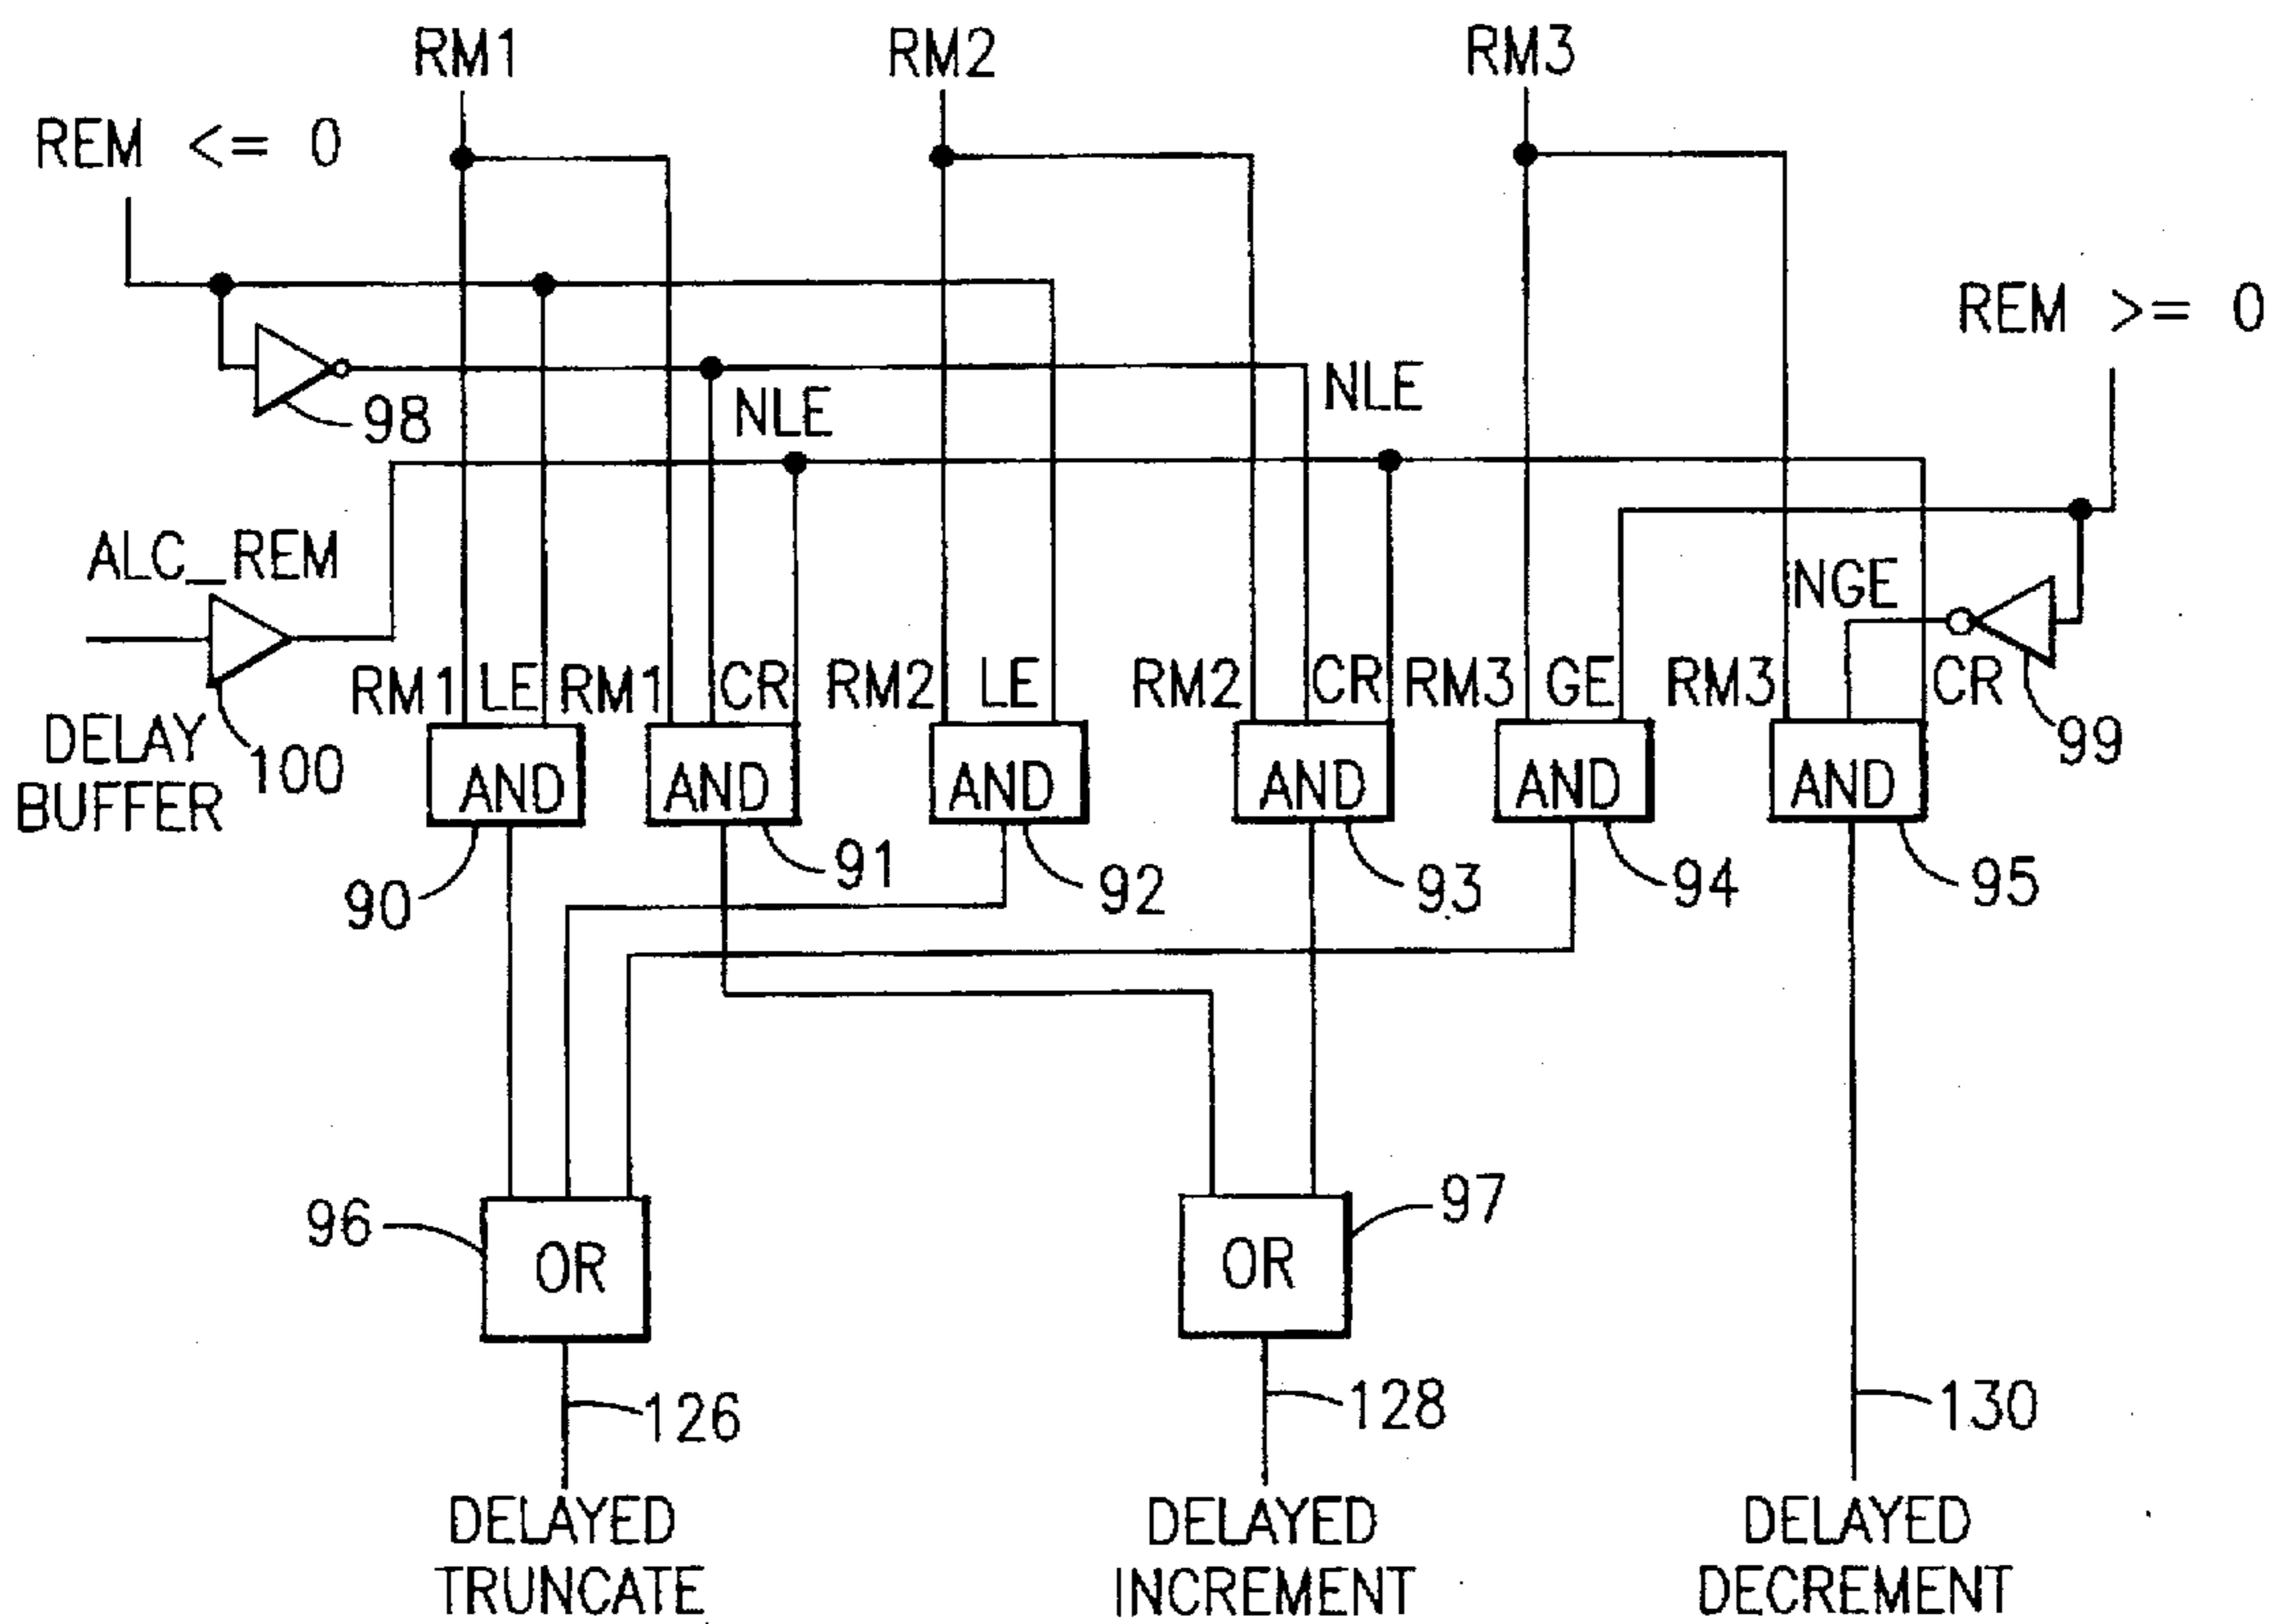 RM1 RM2 RM3
REM <= 0
REM >= 0
98 NLE NLE
ALC_REM
NGE
RM1 LE RM1 CR RM2 LE RM2 CR RM3 GE RM3 CR
99
DELAY
BUFFER
100
AND AND AND AND AND AND
90 91 92 93 94 95
96 OR OR 97
126 128 130
DELAYED
TRUNCATE
DELAYED
INCREMENT
DELAYED
DECREMENT